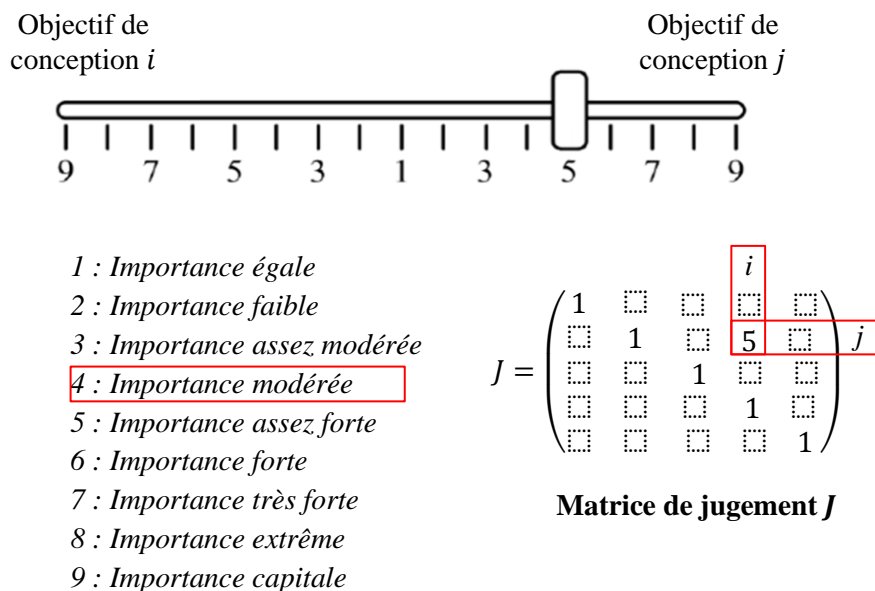 Objectif de conception i
Objectif de conception j
9 7 5 3 1 3 5 7 9
1 : Importance égale
2 : Importance faible
3 : Importance assez modérée
4 : Importance modérée
5 : Importance assez forte
6 : Importance forte
7 : Importance très forte
8 : Importance extrême
9 : Importance capitale
i
1
J = 1 5 j
1
1
1
Matrice de jugement J